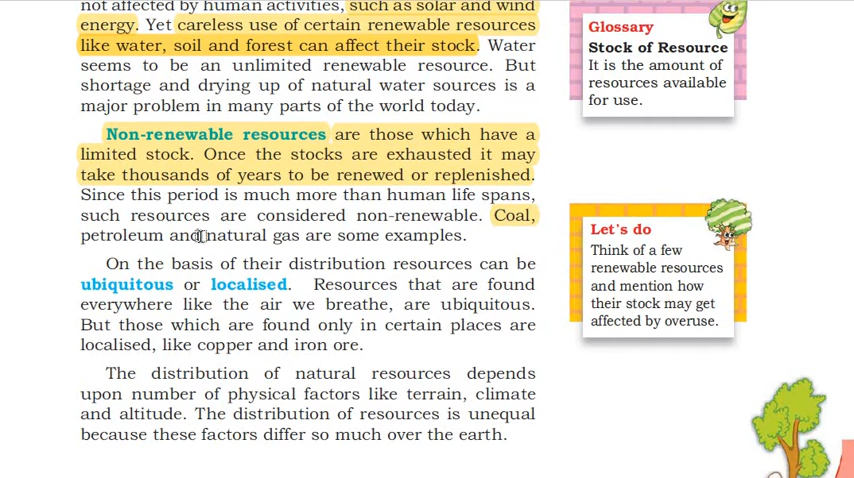 not affected by human activities, such as solar and wind
energy. Yet careless use of certain renewable resources
like water, soil and forest can affect their stock. Water
seems to be an unlimited renewable resource. But
shortage and drying up of natural water sources is a
major problem in many parts of the world today.
Non-renewable resources are those which have a
limited stock. Once the stocks are exhausted it may
take thousands of years to be renewed or replenished.
Since this period is much more than human life spans,
such resources are considered non-renewable. Coal,
petroleum and natural gas are some examples.
On the basis of their distribution resources can be
ubiquitous or localised. Resources that are found
everywhere like the air we breathe, are ubiquitous.
But those which are found only in certain places are
localised, like copper and iron ore.
The distribution of natural resources depends
upon number of physical factors like terrain, climate
and altitude. The distribution of resources is unequal
because these factors differ so much over the earth.
Glossary
Stock of Resource
It is the amount of
resources available
for use.
Let's do
Think of a few
renewable resources
and mention how
their stock may get
affected by overuse.